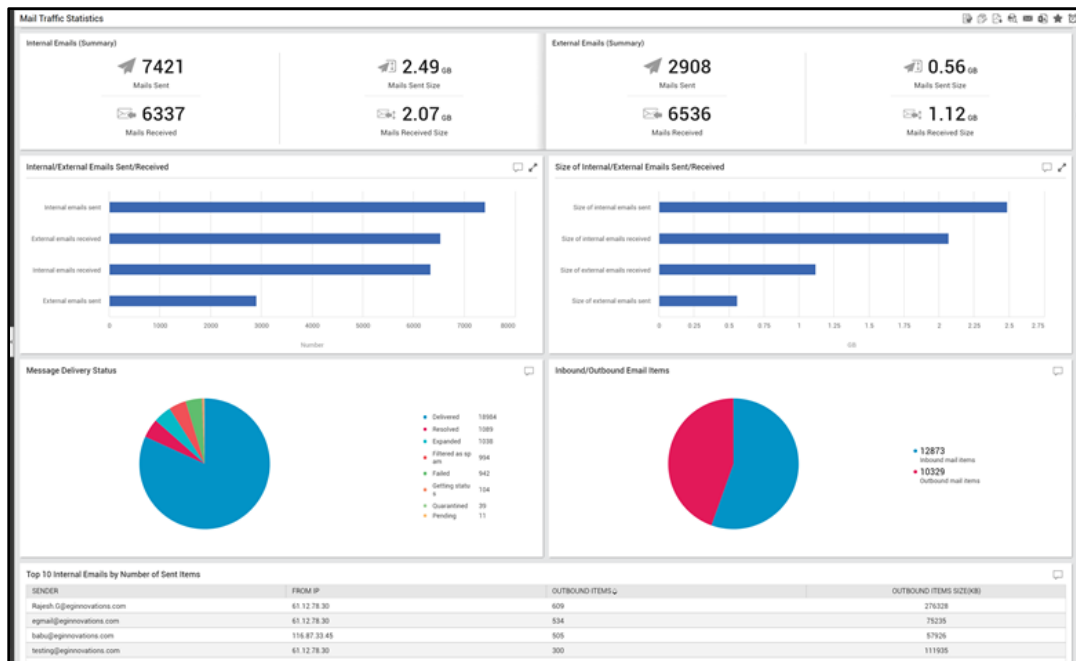 Mail Traffic Statistics
Internal Emails (Summary)
7421
Mails Sent
2.49 GB
Mails Sent Size
6337
Mails Received
2.07 GB
Mails Received Size
External Emails (Summary)
2908
Mails Sent
0.56 GB
Mails Sent Size
6536
Mails Received
1.12 GB
Mails Received Size
Internal/External Emails Sent/Received
Internal emails sent
External emails received
Internal emails received
External emails sent
0 1000 2000 3000 4000 5000 6000 7000 8000
Number
Size of Internal/External Emails Sent/Received
Size of internal emails sent
Size of internal emails received
Size of external emails received
Size of external emails sent
0 0.25 0.5 0.75 1 1.25 1.5 1.75 2 2.25 2.5 2.75
GB
Message Delivery Status
Delivered 18984
Resolved 1089
Expanded 1038
Filtered as sp
am 994
Failed 942
Getting statu
s 104
Quarantined 39
Pending 11
Inbound/Outbound Email Items
12873
Inbound mail items
10329
Outbound mail items
Top 10 Internal Emails by Number of Sent Items
SENDER FROM IP OUTBOUND ITEMS OUTBOUND ITEMS SIZE(KB)
Rajesh.G@eginnovations.com 61.12.78.30 609 276328
egmail@eginnovations.com 61.12.78.30 534 75235
babu@eginnovations.com 116.87.33.45 505 57926
testing@eginnovations.com 61.12.78.30 300 111935